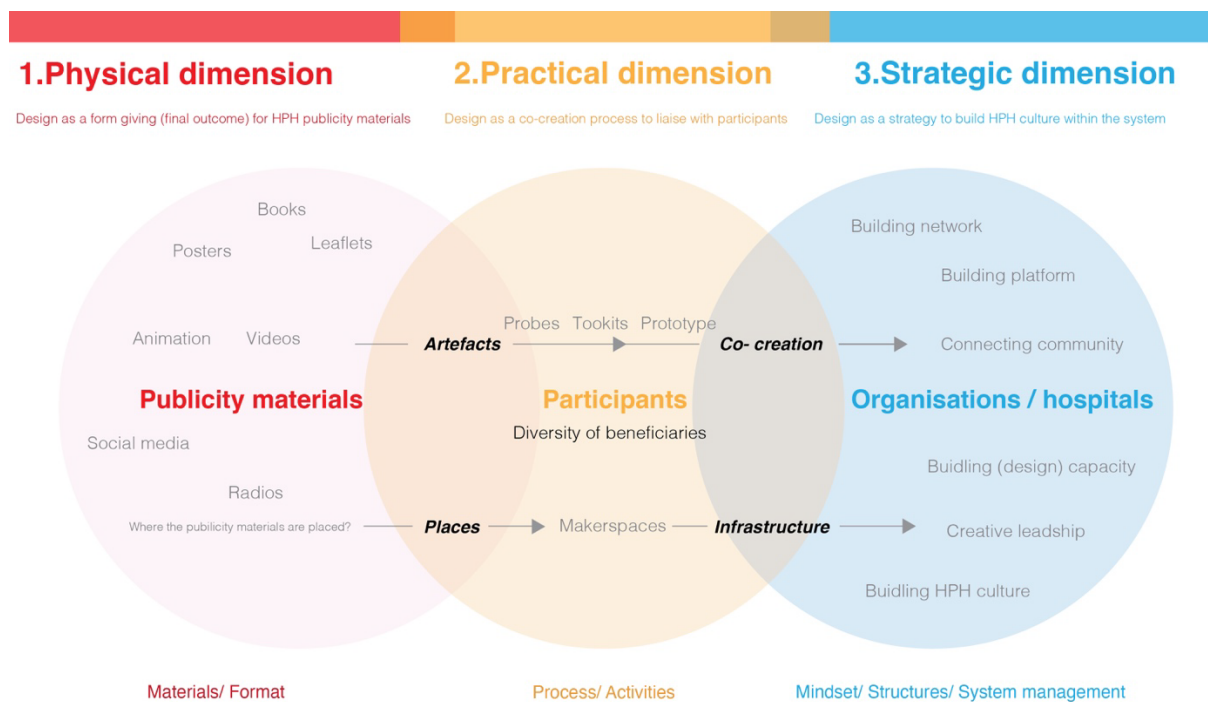 1.Physical dimension
2.Practical dimension
3.Strategic dimension
Design as a form giving (final outcome) for HPH publicity materials
Design as a co-creation process to liaise with participants
Design as a strategy to build HPH culture within the system
Books
Posters
Leaflets
Animation
Videos
Artefacts
Probes
Tookits
Prototype
Co- creation
Building network
Building platform
Connecting community
Publicity materials
Participants
Diversity of beneficiaries
Organisations / hospitals
Social media
Radios
Where the pubilicity materials are placed?
Places
Makerspaces
Infrastructure
Buidling (design) capacity
Creative leadship
Buidling HPH culture
Materials/ Format
Process/ Activities
Mindset/ Structures/ System management